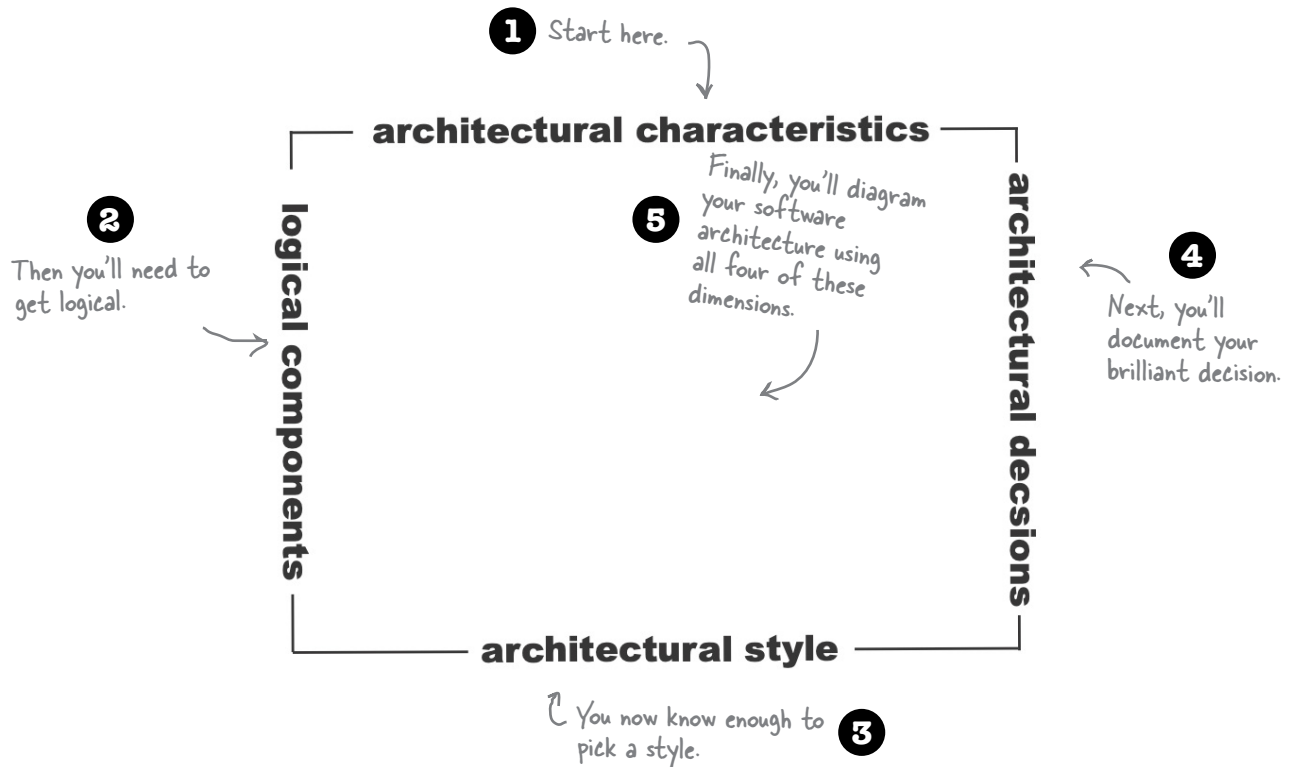 1 Start here.
architectural characteristics
2
Then you'll need to
get logical.
logical components
5 Finally, you'll diagram
your software
architecture using
all four of these
dimensions.
architectural decsions
4
Next, you'll
document your
brilliant decision.
architectural style
You now know enough to
pick a style.
3